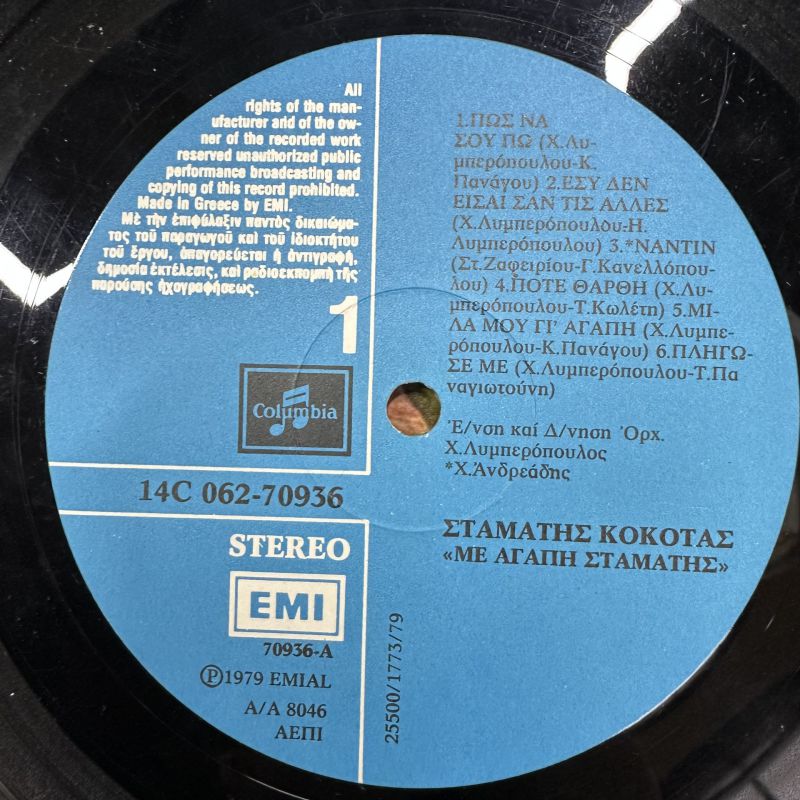 All
rights of the man-
ufacturer and of the ow-
ner of the recorded work
reserved unauthorized public
performance broadcasting and
copying of this record prohibited.
Made in Greece by EMI.
Μὲ τὴν ἐπιφύλαξιν παντὸς δικαιώμα-
τος τοῦ παραγωγοῦ καὶ τοῦ ἰδιοκτήτου
τοῦ ἔργου, ἀπαγορεύεται ἡ ἀντιγραφή,
δημοσία ἐκτέλεσις, καὶ ραδιοεκπομπὴ τῆς
παρούσης ἠχογραφήσεως.
1
Columbia
14C 062-70936
STEREO
EMI
70936-A
Ⓟ1979 EMIAL
A/A 8046
ΑΕΠΙ
25500/1773/79
1.ΠΩΣ ΝΑ
ΣΟΥ ΠΩ (Χ.Λυ-
μπερόπουλου-Κ.
Πανάγου) 2.ΕΣΥ ΔΕΝ
ΕΙΣΑΙ ΣΑΝ ΤΙΣ ΑΛΛΕΣ
(Χ.Λυμπερόπουλου-Η.
Λυμπερόπουλου) 3.*ΝΑΝΤΙΝ
(Στ.Ζαφειρίου-Γ.Κανελλόπου-
λου) 4.ΠΟΤΕ ΘΑΡΘΗ (Χ.Λυ-
μπερόπουλου-Τ.Κωλέτη) 5.ΜΙ-
ΛΑ ΜΟΥ ΓΙ' ΑΓΑΠΗ (Χ.Λυμπε-
ρόπουλου-Κ.Πανάγου) 6.ΠΛΗΓΩ-
ΣΕ ΜΕ (Χ.Λυμπερόπουλου-Τ.Πα
ναγιωτούνη)
Ἐ/νση καί Δ/νηση Ὀρχ.
Χ.Λυμπερόπουλος
*Χ.Ἀνδρεάδης
ΣΤΑΜΑΤΗΣ ΚΟΚΟΤΑΣ
«ΜΕ ΑΓΑΠΗ ΣΤΑΜΑΤΗΣ»